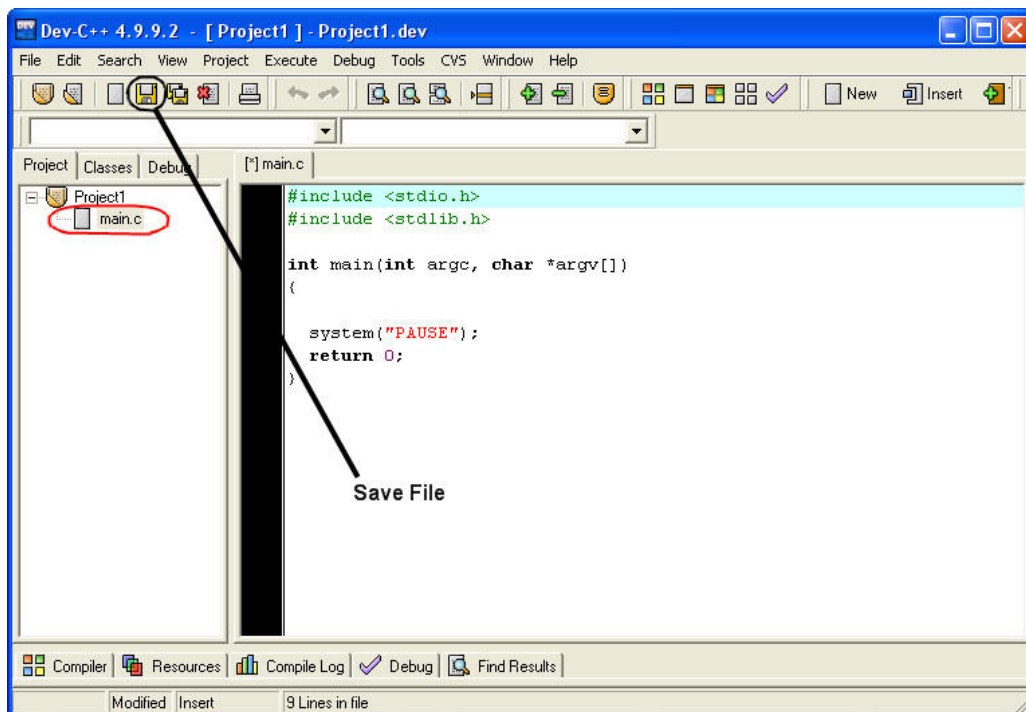 Dev-C++ 4.9.9.2 - [ Project1 ] - Project1.dev
File Edit Search View Project Execute Debug Tools CVS Window Help
New Insert
Project Classes Debug
[*] main.c
Project1
main.c
#include <stdio.h>
#include <stdlib.h>
int main(int argc, char *argv[])
{
system("PAUSE");
return 0;
}
Save File
Compiler Resources Compile Log Debug Find Results
Modified Insert 9 Lines in file